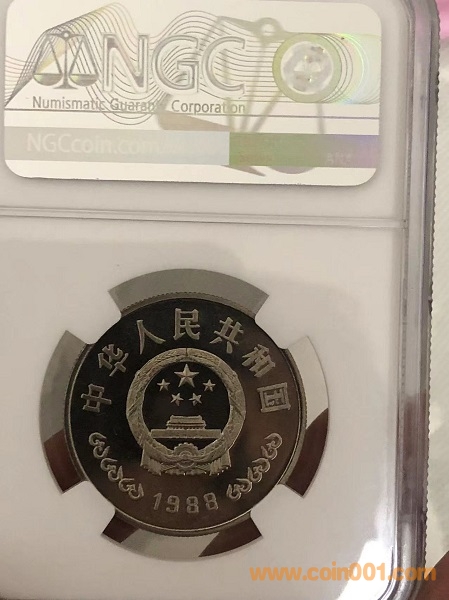 NGC
Numismatic Guaranty Corporation
NGCcoin.com
中华人民共和国
1988
www.coin001.com